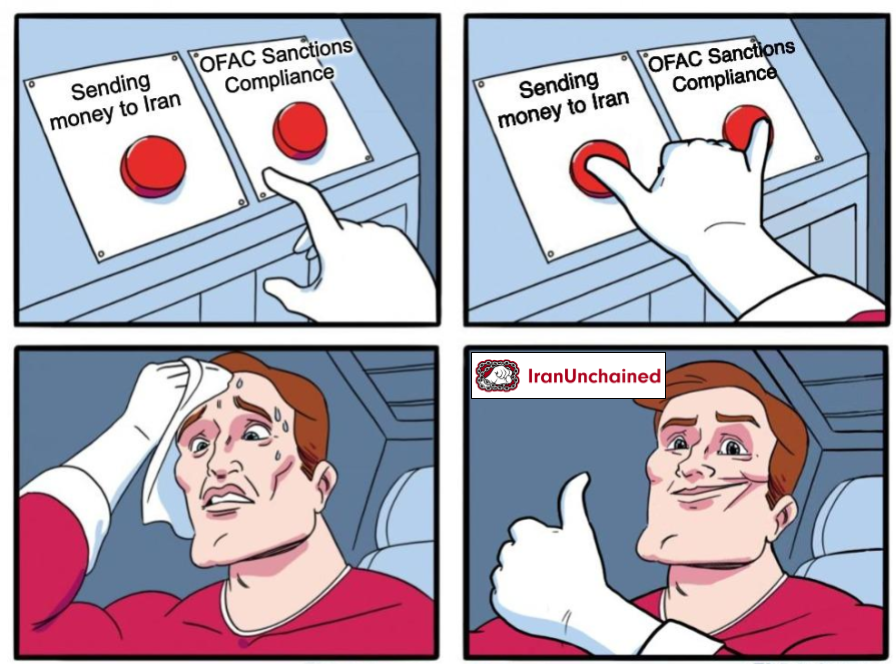 Sending
money to Iran
OFAC Sanctions
Compliance
Sending
money to Iran
OFAC Sanctions
Compliance
IranUnchained